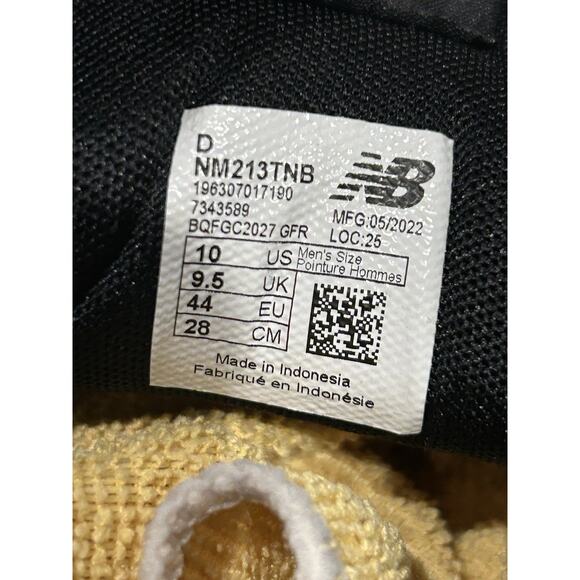 D
NM213TNB
196307017190
7343589
BQFGC2027 GFR
NB
MFG:05/2022
LOC:25
10 US Men's Size
Pointure Hommes
9.5 UK
44 EU
28 CM
Made in Indonesia
Fabriqué en Indonésie